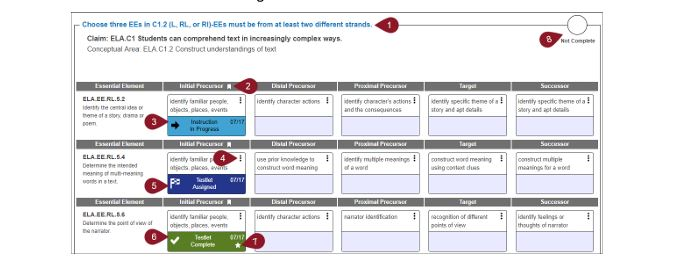 Choose three EEs in C1.2 (L, RL, or RI)-EEs must be from at least two different strands.
1
Claim: ELA.C1 Students can comprehend text in increasingly complex ways.
Conceptual Area: ELA.C1.2 Construct understandings of text
8
Not Complete
Essential Element Initial Precursor 2 Distal Precursor Proximal Precursor Target Successor
ELA.EE.RL.5.2
Identify the central idea or
theme of a story, drama or
poem.
identify familiar people,
objects, places, events
3
Instruction
In Progress
07/17
identify character actions
identify character's actions
and the consequences
identify specific theme of a
story and apt details
identify specific theme of a
story and apt details
Essential Element Initial Precursor Distal Precursor Proximal Precursor Target Successor
ELA.EE.RL.5.4
Determine the intended
meaning of multi-meaning
words in a text.
identify familiar
objects, places, events
4
5
Testlet
Assigned
07/17
use prior knowledge to
construct word meaning
identify multiple meanings
of a word
construct word meaning
using context clues
construct multiple
meanings for a word
Essential Element Initial Precursor Distal Precursor Proximal Precursor Target Successor
ELA.EE.RL.5.6
Determine the point of view of
the narrator.
identify familiar people,
objects, places, events
6
Testlet
Complete
07/17
7
identify character actions
narrator identification
recognition of different
points of view
identify feelings or
thoughts of narrator